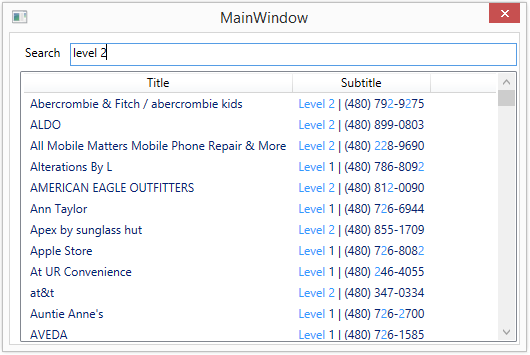 MainWindow
Search level 2
Title Subtitle
Abercrombie & Fitch / abercrombie kids Level 2 | (480) 792-9275
ALDO Level 2 | (480) 899-0803
All Mobile Matters Mobile Phone Repair & More Level 2 | (480) 228-9690
Alterations By L Level 1 | (480) 786-8092
AMERICAN EAGLE OUTFITTERS Level 2 | (480) 812-0090
Ann Taylor Level 1 | (480) 726-6944
Apex by sunglass hut Level 2 | (480) 855-1709
Apple Store Level 1 | (480) 726-8082
At UR Convenience Level 1 | (480) 246-4055
at&t Level 2 | (480) 347-0334
Auntie Anne's Level 1 | (480) 726-2700
AVEDA Level 1 | (480) 726-1585